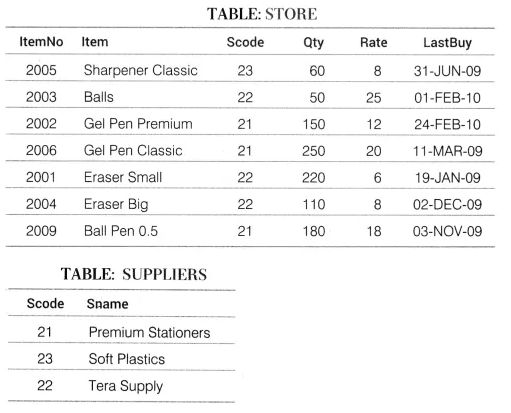 TABLE: STORE
ItemNo Item Scode Qty Rate LastBuy
2005 Sharpener Classic 23 60 8 31-JUN-09
2003 Balls 22 50 25 01-FEB-10
2002 Gel Pen Premium 21 150 12 24-FEB-10
2006 Gel Pen Classic 21 250 20 11-MAR-09
2001 Eraser Small 22 220 6 19-JAN-09
2004 Eraser Big 22 110 8 02-DEC-09
2009 Ball Pen 0.5 21 180 18 03-NOV-09
TABLE: SUPPLIERS
Scode Sname
21 Premium Stationers
23 Soft Plastics
22 Tera Supply